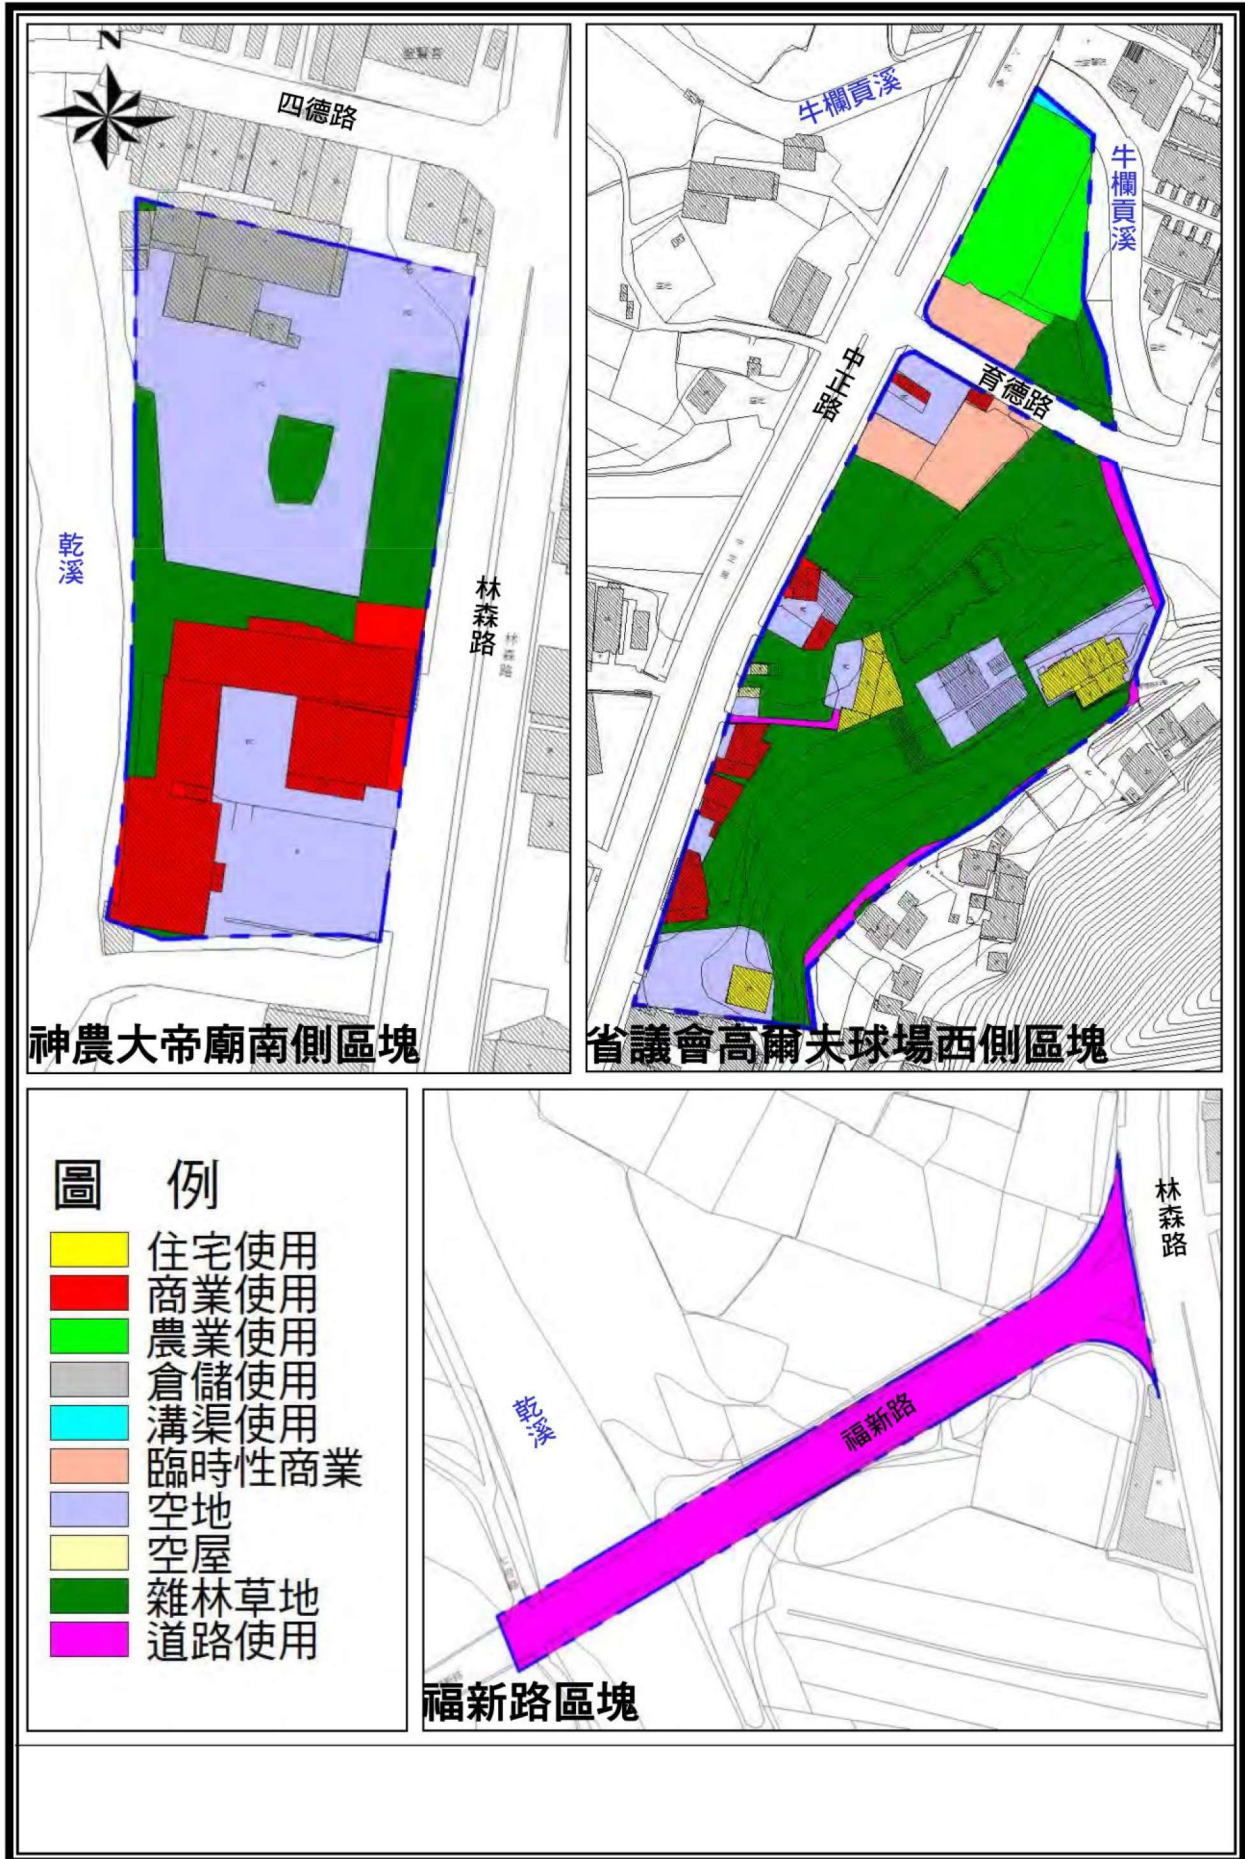 N
四德路
乾溪
林森路
林森路
神農大帝廟南側區塊
牛欄貢溪
牛欄貢溪
中正路
育德路
省議會高爾夫球場西側區塊
圖 例
住宅使用
商業使用
農業使用
倉儲使用
溝渠使用
臨時性商業
空地
空屋
雜林草地
道路使用
林森路
乾溪
福新路
福新路區塊